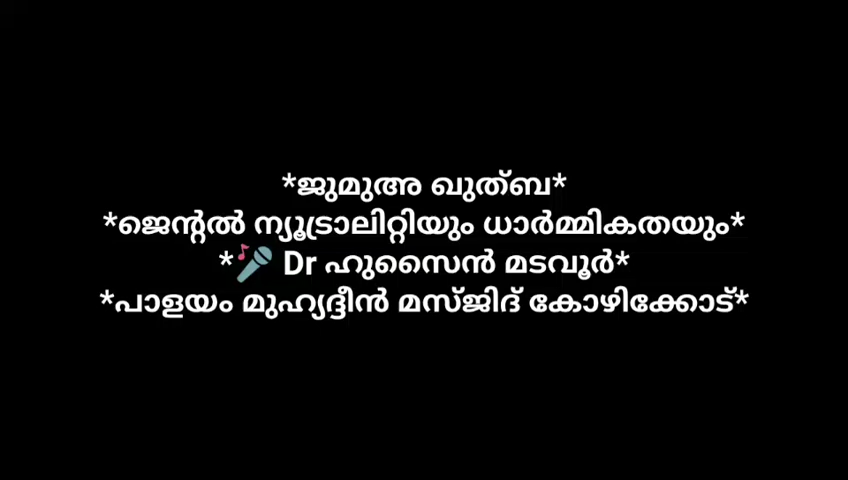 *ജുമുഅ ഖുത്ബ*
*ജെന്റൽ ന്യൂട്രാലിറ്റിയും ധാർമ്മികതയും*
*🎤 Dr ഹുസൈൻ മടവൂർ*
*പാളയം മുഹ്യദ്ദീൻ മസ്ജിദ് കോഴിക്കോട്*